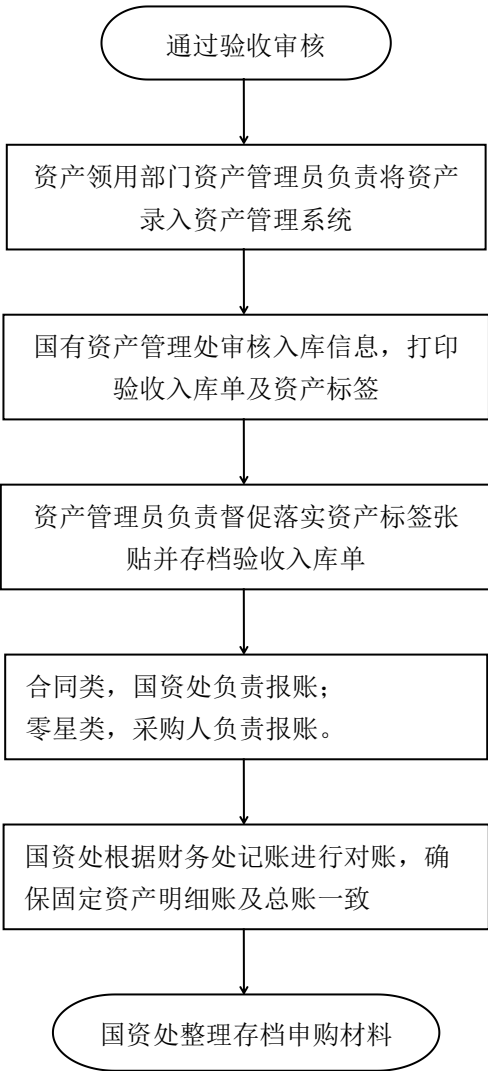 通过验收审核
资产领用部门资产管理员负责将资产
录入资产管理系统
国有资产管理处审核入库信息，打印
验收入库单及资产标签
资产管理员负责督促落实资产标签张
贴并存档验收入库单
合同类，国资处负责报账；
零星类，采购人负责报账。
国资处根据财务处记账进行对账，确
保固定资产明细账及总账一致
国资处整理存档申购材料